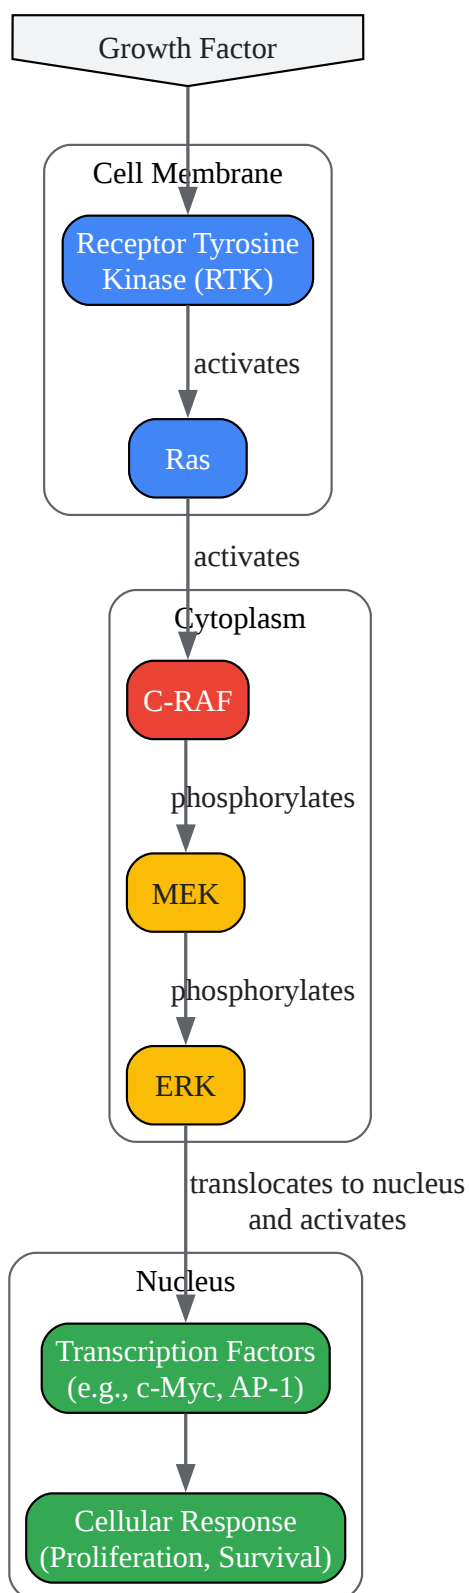 Growth Factor
Cell Membrane
Receptor Tyrosine
Kinase (RTK)
activates
Ras
activates
Cytoplasm
C-RAF
phosphorylates
MEK
phosphorylates
ERK
translocates to nucleus
and activates
Nucleus
Transcription Factors
(e.g., c-Myc, AP-1)
Cellular Response
(Proliferation, Survival)